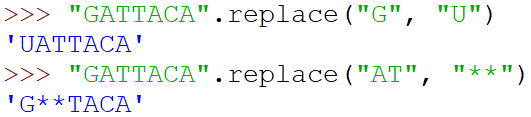 >>> "GATTACA".replace("G", "U")
'UATTACA'
>>> "GATTACA".replace("AT", "**")
'G**TACA'